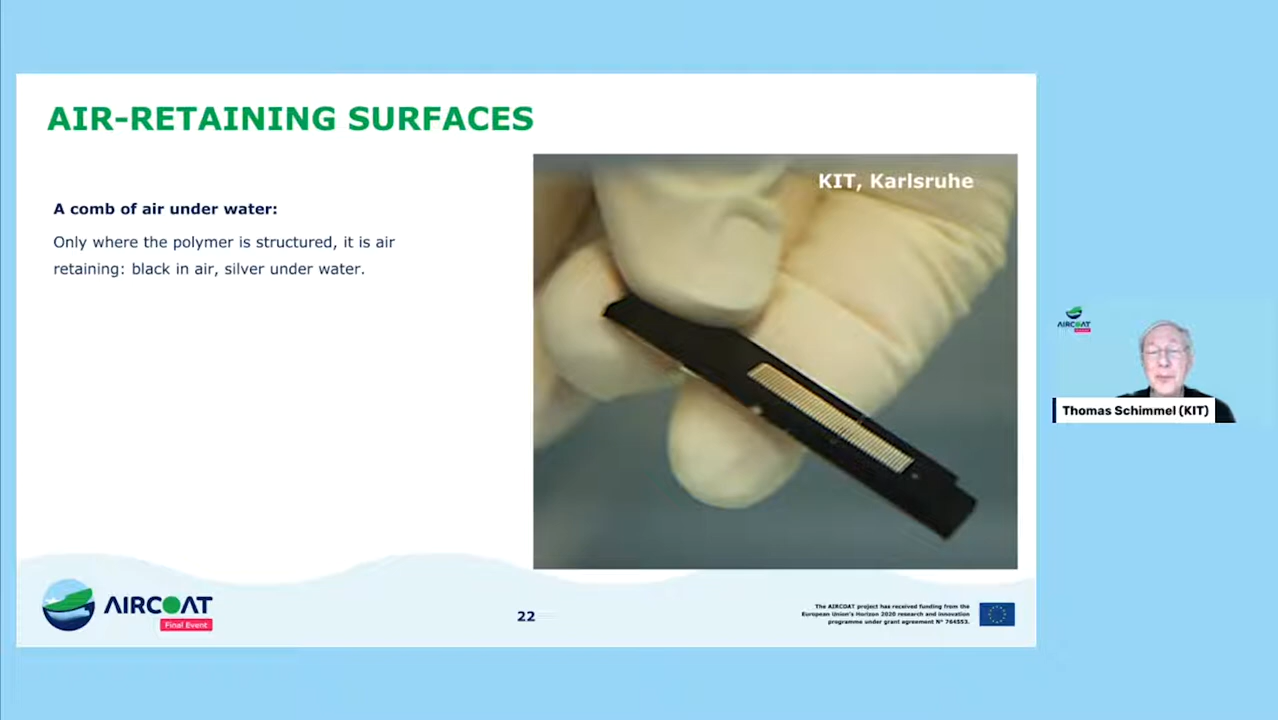 AIR-RETAINING SURFACES
KIT, Karlsruhe
A comb of air under water:
Only where the polymer is structured, it is air
retaining: black in air, silver under water.
AIRCOAT
Final Event
22
The AIRCOAT project has received funding from the
European Union's Horizon 2020 research and innovation
programme under grant agreement N° 764553.
AIRCOAT
Thomas Schimmel (KIT)